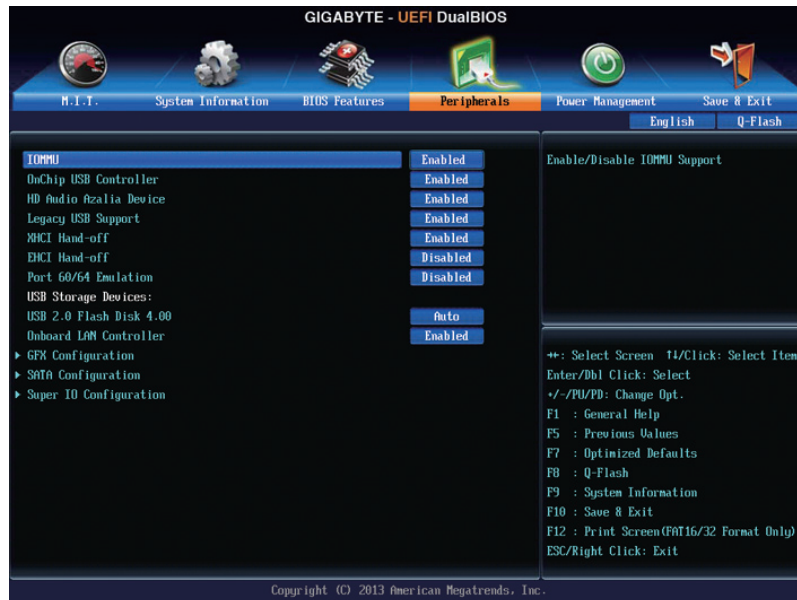 GIGABYTE - UEFI DualBIOS
M.I.T. System Information BIOS Features Peripherals Power Management Save & Exit
English Q-Flash
IOMMU Enabled
OnChip USB Controller Enabled
HD Audio Azalia Device Enabled
Legacy USB Support Enabled
XHCI Hand-off Enabled
EHCI Hand-off Disabled
Port 60/64 Emulation Disabled
USB Storage Devices:
USB 2.0 Flash Disk 4.00 Auto
Onboard LAN Controller Enabled
GFX Configuration
SATA Configuration
Super IO Configuration
Enable/Disable IOMMU Support
→←: Select Screen ↑↓/Click: Select Item
Enter/Dbl Click: Select
+/-/PU/PD: Change Opt.
F1 : General Help
F5 : Previous Values
F7 : Optimized Defaults
F8 : Q-Flash
F9 : System Information
F10 : Save & Exit
F12 : Print Screen(FAT16/32 Format Only)
ESC/Right Click: Exit
Copyright (C) 2013 American Megatrends, Inc.